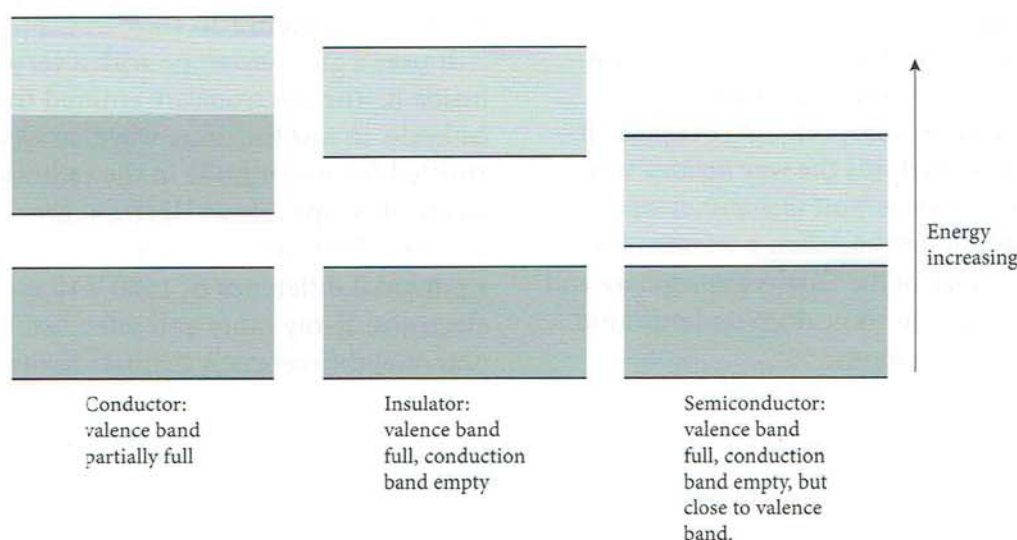 Energy
increasing
Conductor:
valence band
partially full
Insulator:
valence band
full, conduction
band empty
Semiconductor:
valence band
full, conduction
band empty, but
close to valence
band.